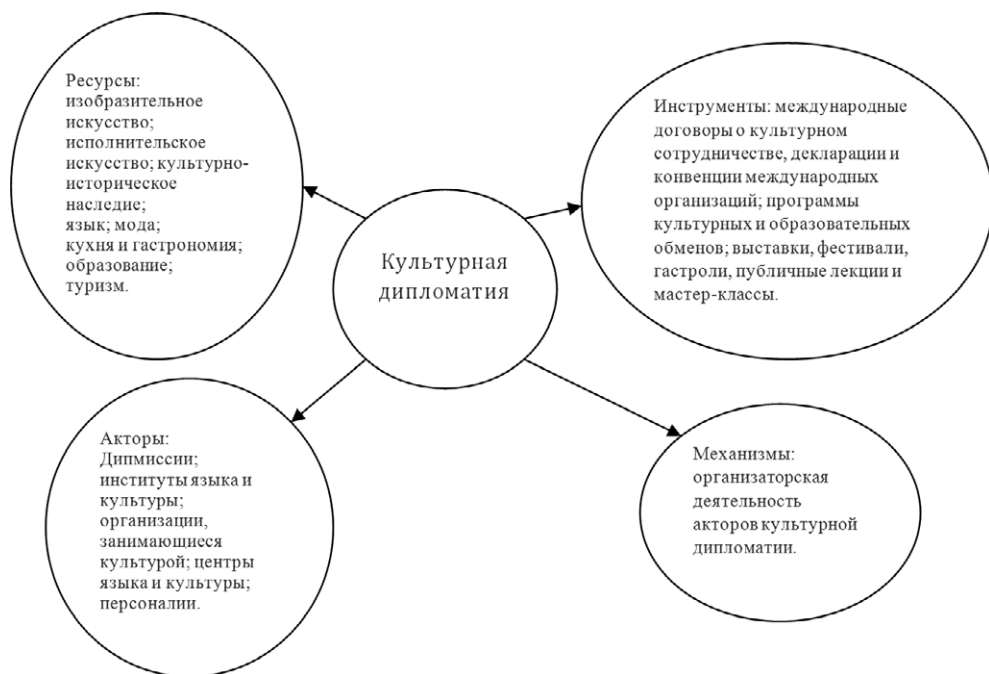 Ресурсы:
изобразительное
искусство;
исполнительское
искусство; культурно-
историческое
наследие;
язык; мода;
кухня и гастрономия;
образование;
туризм.
Инструменты: международные
договоры о культурном
сотрудничестве, декларации и
конвенции международных
организаций; программы
культурных и образовательных
обменов; выставки, фестивали,
гастроли, публичные лекции и
мастер-классы.
Культурная
дипломатия
Акторы:
Дипмиссии;
институты языка и
культуры;
организации,
занимающиеся
культурой; центры
языка и культуры;
персоналии.
Механизмы:
организаторская
деятельность
акторов культурной
дипломатии.